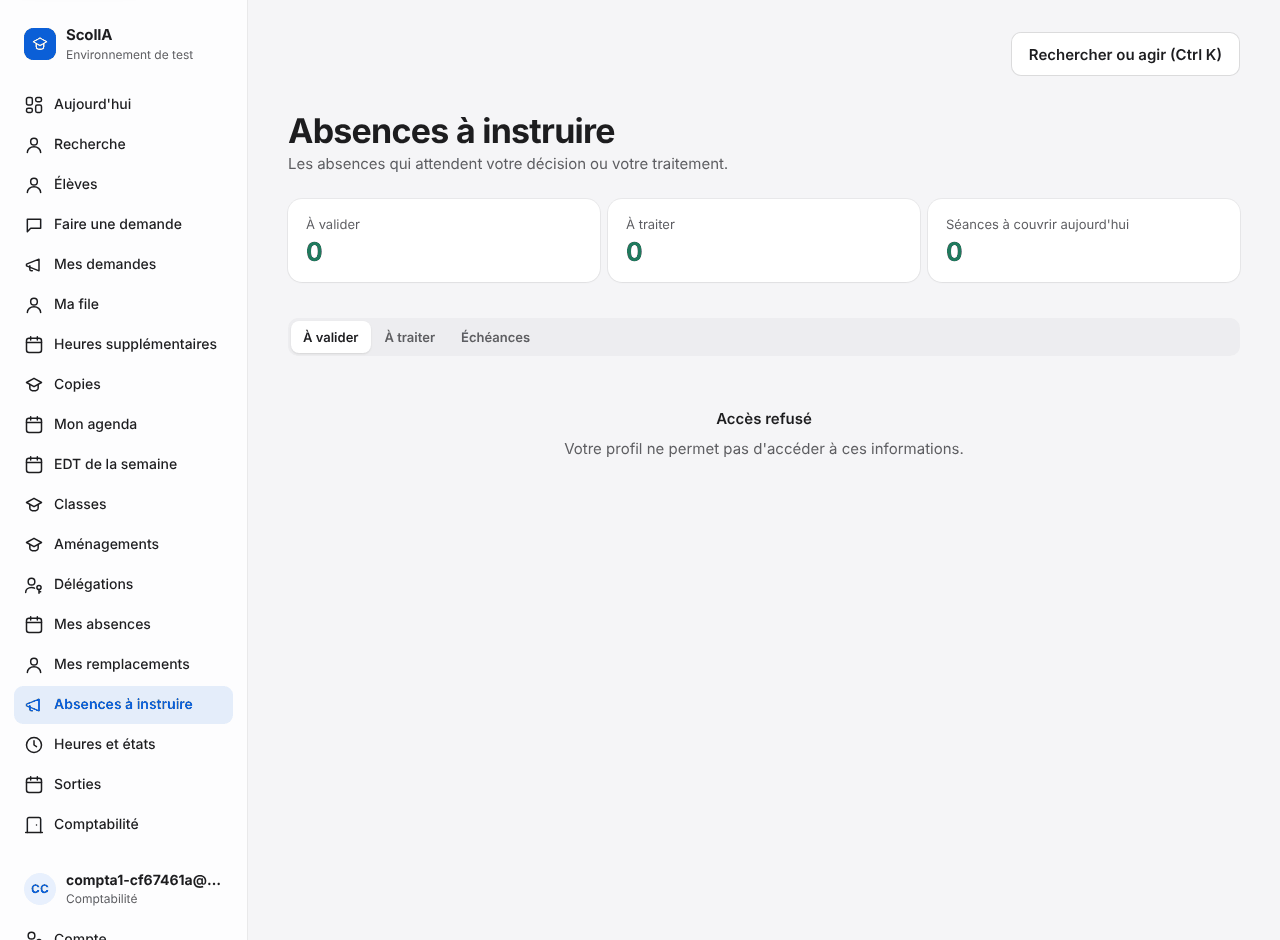 ScolIA
Environnement de test
Aujourd'hui
Recherche
Élèves
Faire une demande
Mes demandes
Ma file
Heures supplémentaires
Copies
Mon agenda
EDT de la semaine
Classes
Aménagements
Délégations
Mes absences
Mes remplacements
Absences à instruire
Heures et états
Sorties
Comptabilité
CC
compta1-cf67461a@...
Comptabilité
Compte
Rechercher ou agir (Ctrl K)
Absences à instruire
Les absences qui attendent votre décision ou votre traitement.
À valider
0
À traiter
0
Séances à couvrir aujourd'hui
0
À valider À traiter Échéances
Accès refusé
Votre profil ne permet pas d'accéder à ces informations.